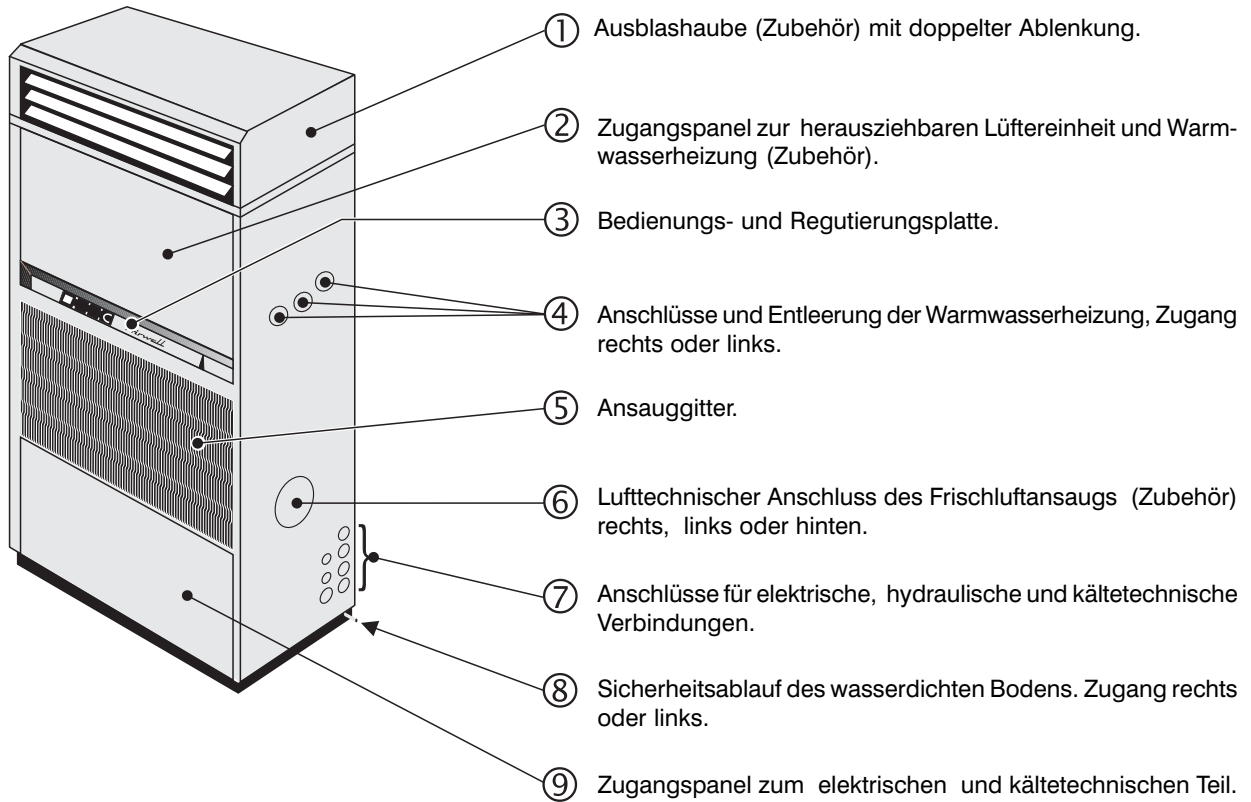 ① Ausblashaube (Zubehör) mit doppelter Ablenkung.
② Zugangspanel zur herausziehbaren Lüftereinheit und Warm-
wasserheizung (Zubehör).
③ Bedienungs- und Regutierungsplatte.
④ Anschlüsse und Entleerung der Warmwasserheizung, Zugang
rechts oder links.
Airwell
⑤ Ansauggitter.
⑥ Lufttechnischer Anschluss des Frischluftansaugs (Zubehör)
rechts, links oder hinten.
⑦ Anschlüsse für elektrische, hydraulische und kältetechnische
Verbindungen.
⑧ Sicherheitsablauf des wasserdichten Bodens. Zugang rechts
oder links.
⑨ Zugangspanel zum elektrischen und kältetechnischen Teil.